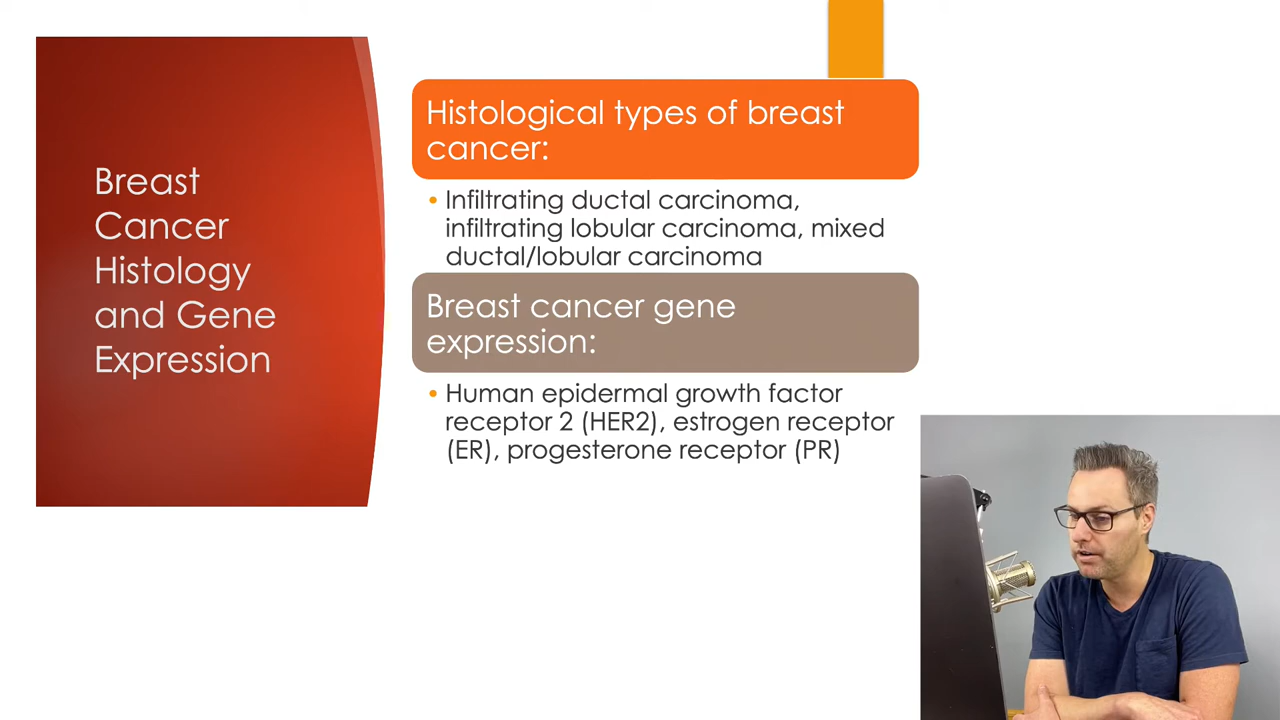 Breast
Cancer
Histology
and Gene
Expression
Histological types of breast
cancer:
• Infiltrating ductal carcinoma,
infiltrating lobular carcinoma, mixed
ductal/lobular carcinoma
Breast cancer gene
expression:
• Human epidermal growth factor
receptor 2 (HER2), estrogen receptor
(ER), progesterone receptor (PR)